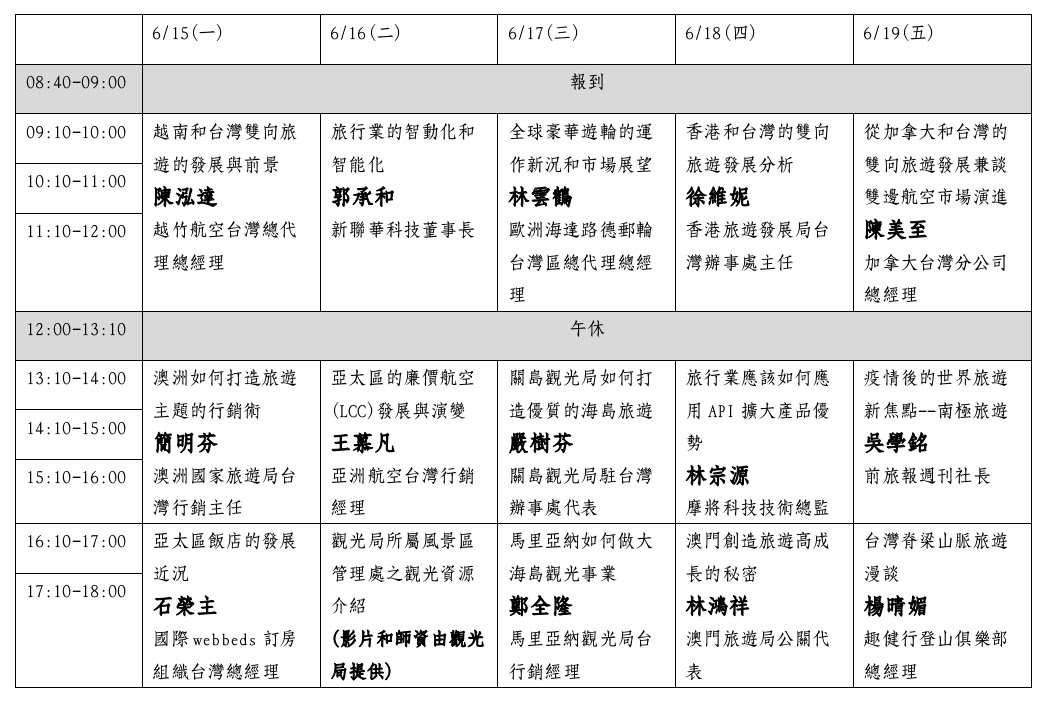 6/15(一)
6/16(二)
6/17(三)
6/18(四)
6/19(五)
08:40-09:00
報到
09:10-10:00
10:10-11:00
11:10-12:00
越南和台灣雙向旅
遊的發展與前景
陳泓達
越竹航空台灣總代
理總經理
旅行業的智動化和
智能化
郭承和
新聯華科技董事長
全球豪華遊輪的運
作新況和市場展望
林雲鶴
歐洲海達路德郵輪
台灣區總代理總經
理
香港和台灣的雙向
旅遊發展分析
徐維妮
香港旅遊發展局台
灣辦事處主任
從加拿大和台灣的
雙向旅遊發展兼談
雙邊航空市場演進
陳美至
加拿大台灣分公司
總經理
12:00-13:10
午休
13:10-14:00
14:10-15:00
15:10-16:00
澳洲如何打造旅遊
主題的行銷術
簡明芬
澳洲國家旅遊局台
灣行銷主任
亞太區的廉價航空
(LCC)發展與演變
王慕凡
亞洲航空台灣行銷
經理
關島觀光局如何打
造優質的海島旅遊
嚴樹芬
關島觀光局駐台灣
辦事處代表
旅行業應該如何應
用 API 擴大產品優
勢
林宗源
摩將科技技術總監
疫情後的世界旅遊
新焦點--南極旅遊
吳學銘
前旅報週刊社長
16:10-17:00
17:10-18:00
亞太區飯店的發展
近況
石榮主
國際 webbeds 訂房
組織台灣總經理
觀光局所屬風景區
管理處之觀光資源
介紹
(影片和師資由觀光
局提供)
馬里亞納如何做大
海島觀光事業
鄭全隆
馬里亞納觀光局台
行銷經理
澳門創造旅遊高成
長的秘密
林鴻祥
澳門旅遊局公關代
表
台灣脊梁山脈旅遊
漫談
楊晴媚
趣健行登山俱樂部
總經理